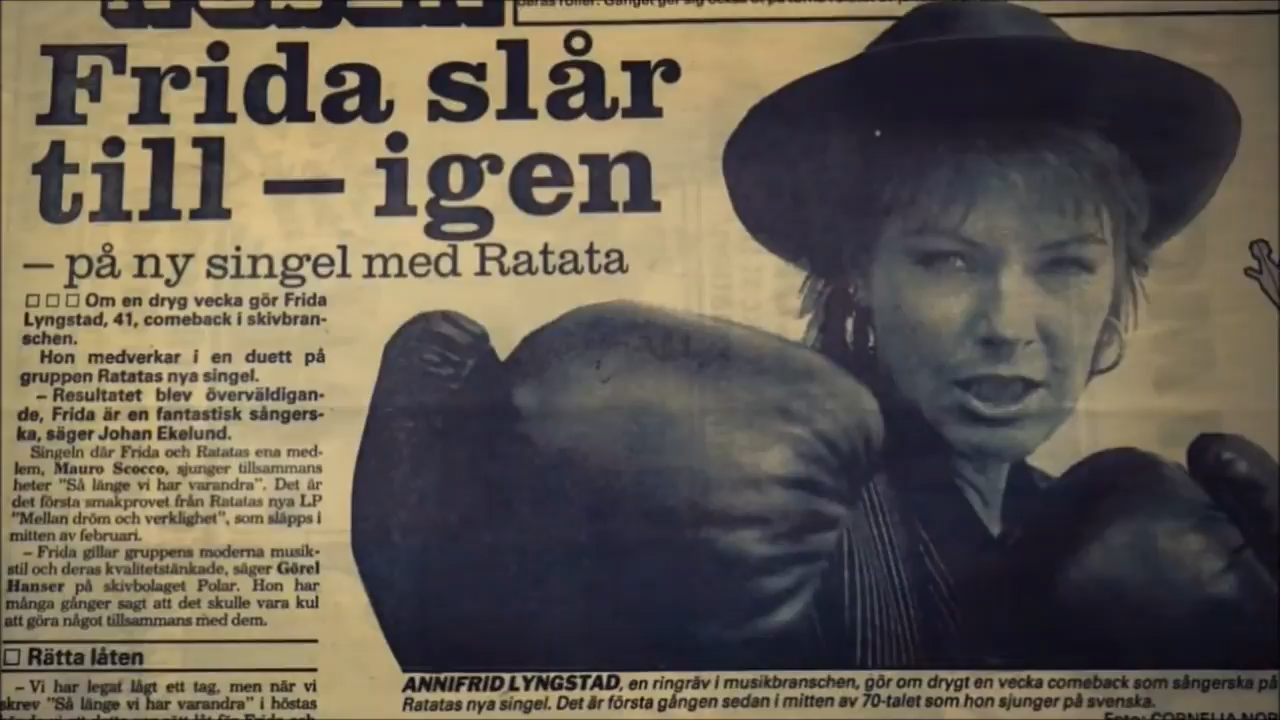 Frida slår
till – igen
– på ny singel med Ratata
□ □ □ Om en dryg vecka gör Frida
Lyngstad, 41, comeback i skivbran-
schen.
Hon medverkar i en duett på
gruppen Ratatas nya singel.
– Resultatet blev överväldigan-
de, Frida är en fantastisk sångers-
ka, säger Johan Ekelund.
Singeln där Frida och Ratatas ena med-
lem, Mauro Scocco, sjunger tillsammans
heter "Så länge vi har varandra". Det är
det första smakprovet från Ratatas nya LP
"Mellan dröm och verklighet", som släpps i
mitten av februari.
– Frida gillar gruppens moderna musik-
stil och deras kvalitetstänkade, säger Görel
Hanser på skivbolaget Polar. Hon har
många gånger sagt att det skulle vara kul
att göra något tillsammans med dem.
□ Rätta låten
– Vi har legat lågt ett tag, men när vi
skrev "Så länge vi har varandra" i höstas
ANNIFRID LYNGSTAD, en ringräv i musikbranschen, gör om drygt en vecka comeback som sångerska på
Ratatas nya singel. Det är första gången sedan i mitten av 70-talet som hon sjunger på svenska.
Foto: CORNELIA